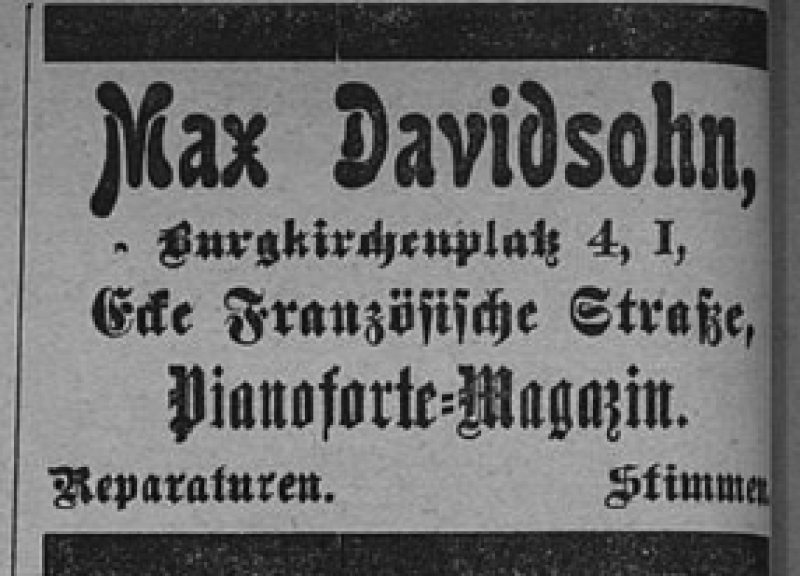 Max Davidsohn,
Burgkirchenplatz 4, I,
Ecke Französische Straße,
Pianoforte-Magazin.
Reparaturen. Stimmen.